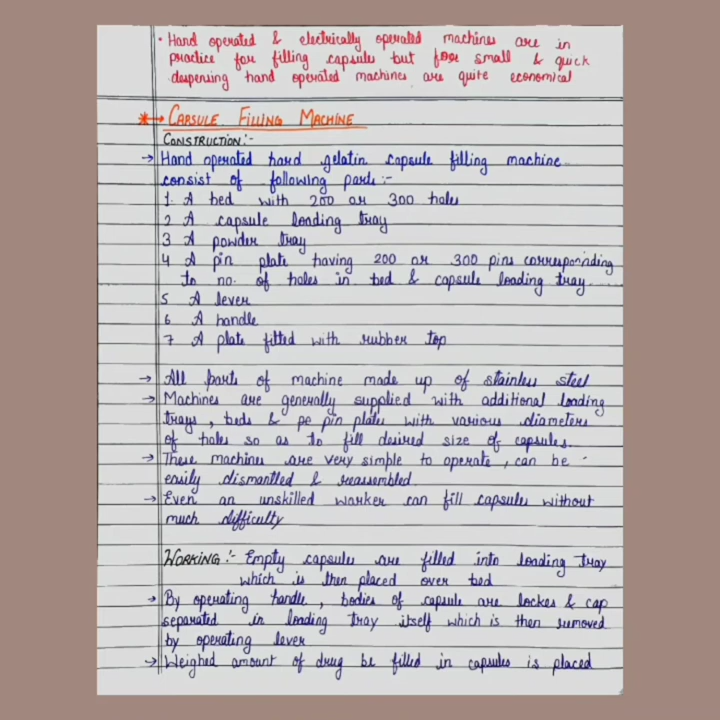 • Hand operated & electrically operated machines are in
practice for filling capsules but for small & quick
despensing hand operated machines are quite economical
*→ CAPSULE FILLING MACHINE
CONSTRUCTION:-
→ Hand operated hard gelatin capsule filling machine
consist of following parts:-
1. A bed with 200 or 300 holes
2 A capsule loading tray
3 A powder tray
4 A pin plate having 200 or 300 pins corresponding
to no. of holes in bed & capsule loading tray
5 A lever
6 A handle
7 A plate fitted with rubber top
→ All parts of machine made up of stainless steel
→ Machines are generally supplied with additional loading
trays, beds & pe pin plates with various diameters
of holes so as to fill desired size of capsules.
→ These machines are very simple to operate, can be
easily dismantled & reassembled
→ Even an unskilled worker can fill capsules without
much difficulty
WORKING:- Empty capsules are filled into loading tray
which is then placed over bed
→ By operating handle, bodies of capsule are lockes & cap
separated in loading tray itself which is then removed
by operating lever
→ Weighed amount of drug be filled in capsules is placed